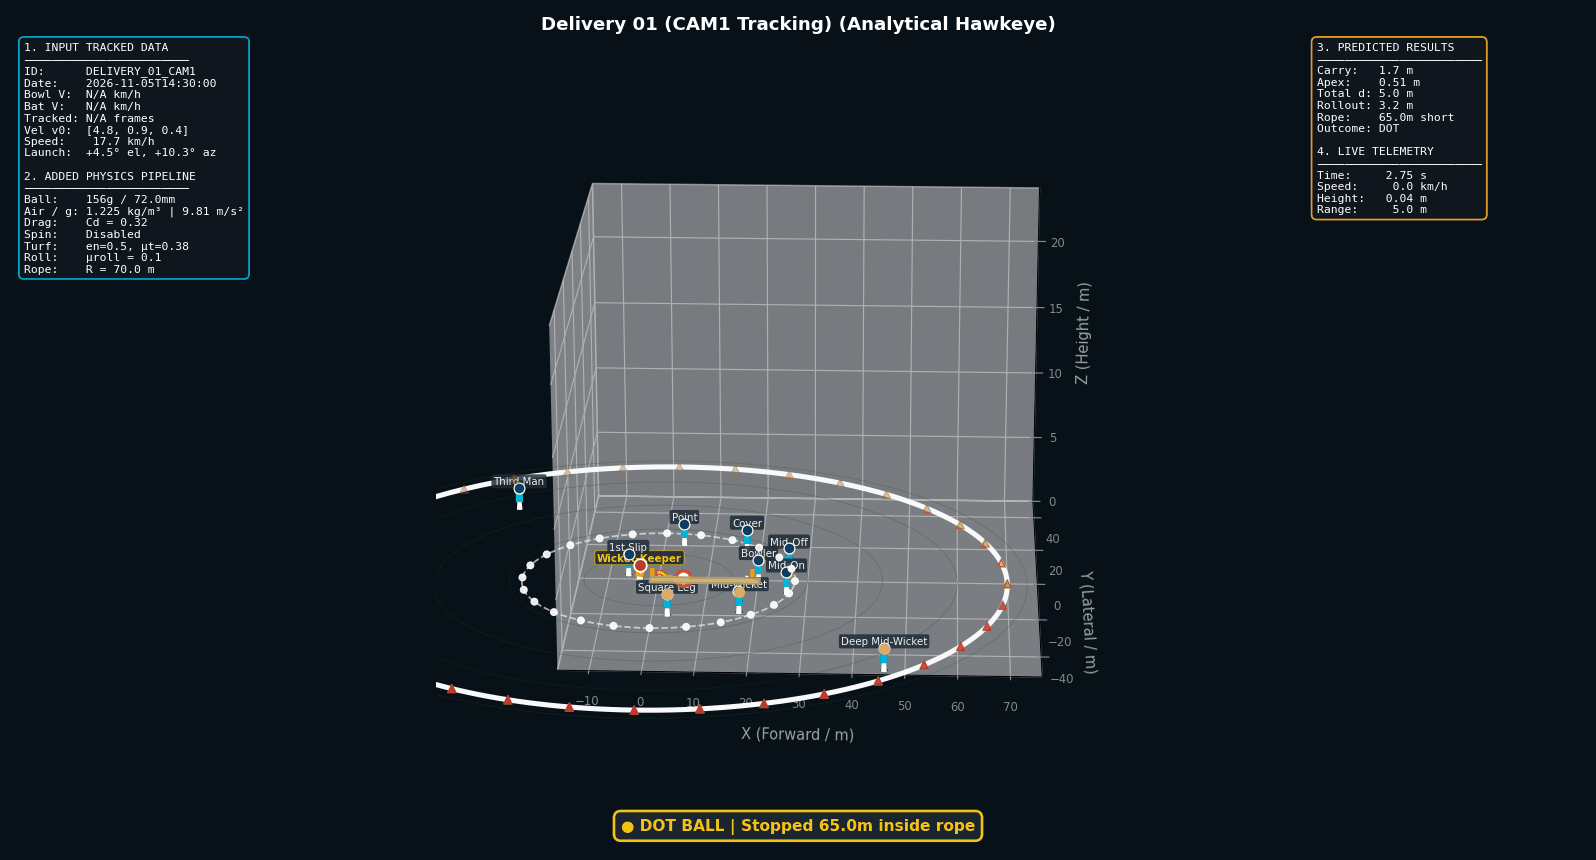 Delivery 01 (CAM1 Tracking) (Analytical Hawkeye)
1. INPUT TRACKED DATA
ID: DELIVERY_01_CAM1
Date: 2026-11-05T14:30:00
Bowl V: N/A km/h
Bat V: N/A km/h
Tracked: N/A frames
Vel v0: [4.8, 0.9, 0.4]
Speed: 17.7 km/h
Launch: +4.5° el, +10.3° az
2. ADDED PHYSICS PIPELINE
Ball: 156g / 72.0mm
Air / g: 1.225 kg/m³ | 9.81 m/s²
Drag: Cd = 0.32
Spin: Disabled
Turf: en=0.5, μt=0.38
Roll: μroll = 0.1
Rope: R = 70.0 m
3. PREDICTED RESULTS
Carry: 1.7 m
Apex: 0.51 m
Total d: 5.0 m
Rollout: 3.2 m
Rope: 65.0m short
Outcome: DOT
4. LIVE TELEMETRY
Time: 2.75 s
Speed: 0.0 km/h
Height: 0.04 m
Range: 5.0 m
20
15
10
5
0
Z (Height / m)
Third Man
Point
Cover
Mid-Off
1st Slip
Bowler
Wicket Keeper
Mid-On
Square Leg
Mid-Wicket
Deep Mid-Wicket
40
20
0
−20
−40
Y (Lateral / m)
−10 0 10 20 30 40 50 60 70
X (Forward / m)
DOT BALL | Stopped 65.0m inside rope